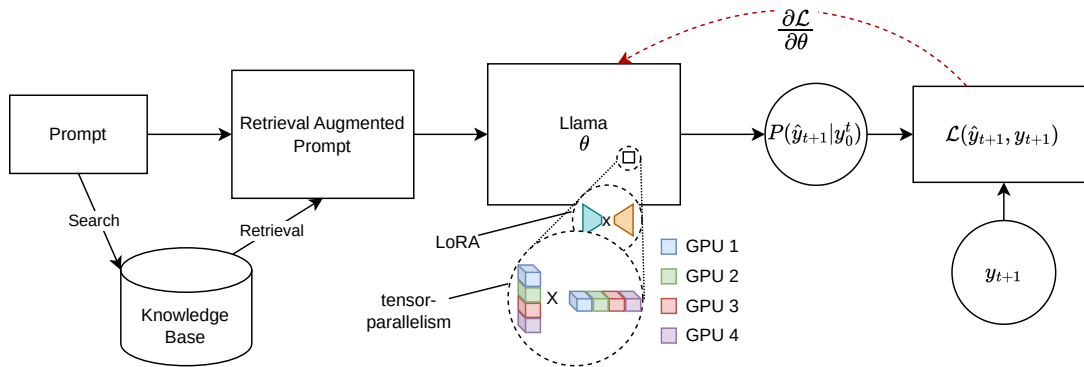 Prompt
Search
Knowledge
Base
Retrieval
Retrieval Augmented
Prompt
Llama
θ
LoRA
x
tensor-
parallelism
X
GPU 1
GPU 2
GPU 3
GPU 4
∂ℒ/∂θ
P(ŷ_{t+1}|y_0^t)
ℒ(ŷ_{t+1}, y_{t+1})
y_{t+1}